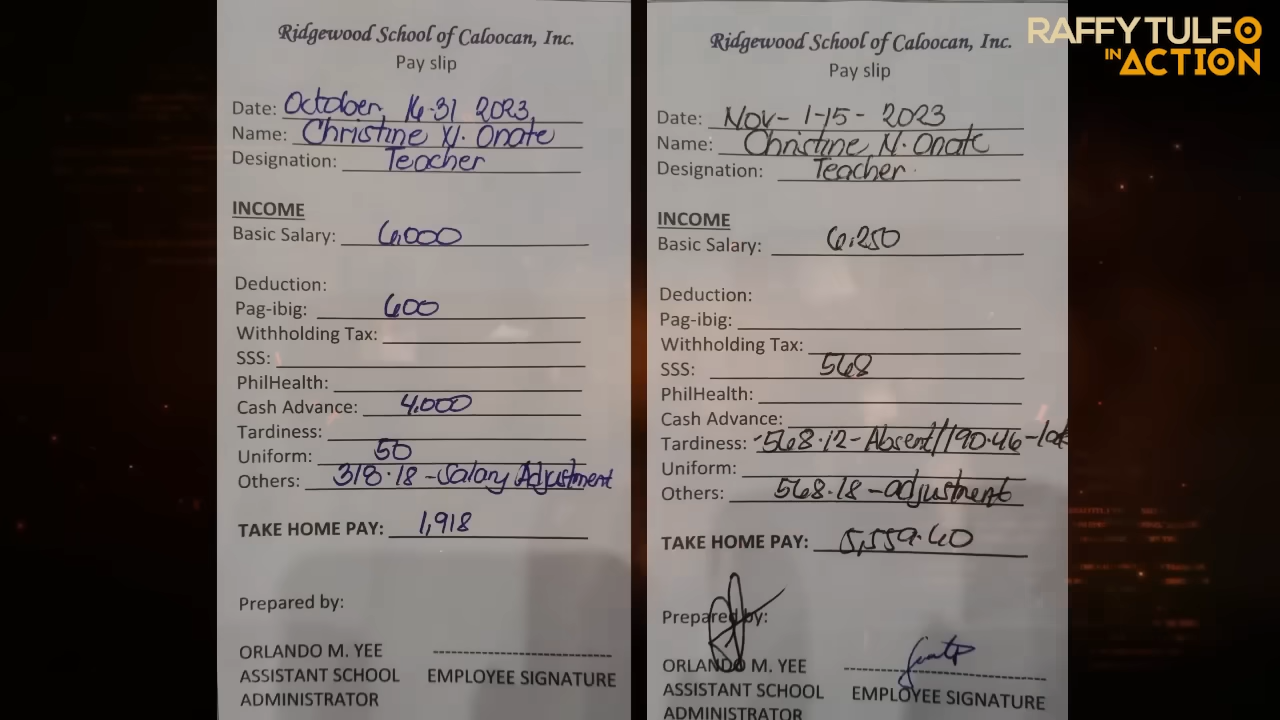 Ridgewood School of Caloocan, Inc.
Pay slip
Date: October, 16-31 2023,
Name: Christine N. Onate
Designation: Teacher
INCOME
Basic Salary: 6,000
Deduction:
Pag-ibig: 600
Withholding Tax:
SSS:
PhilHealth:
Cash Advance: 4,000
Tardiness:
Uniform: 50
Others: 318.18 - Salary Adjustment
TAKE HOME PAY: 1,918
Prepared by:
ORLANDO M. YEE
ASSISTANT SCHOOL
ADMINISTRATOR
EMPLOYEE SIGNATURE
Ridgewood School of Caloocan, Inc.
Pay slip
Date: Nov- 1-15- 2023
Name: Christine N. Onate
Designation: Teacher
INCOME
Basic Salary: 6,250
Deduction:
Pag-ibig:
Withholding Tax:
SSS: 568
PhilHealth:
Cash Advance:
Tardiness: -568.12- Absent/190.46-
Uniform:
Others: 568.18 - adjustment
TAKE HOME PAY: 5,559.60
Prepared by:
ORLANDO M. YEE
ASSISTANT SCHOOL
ADMINISTRATOR
EMPLOYEE SIGNATURE
RAFFY TULFO
IN ACTION